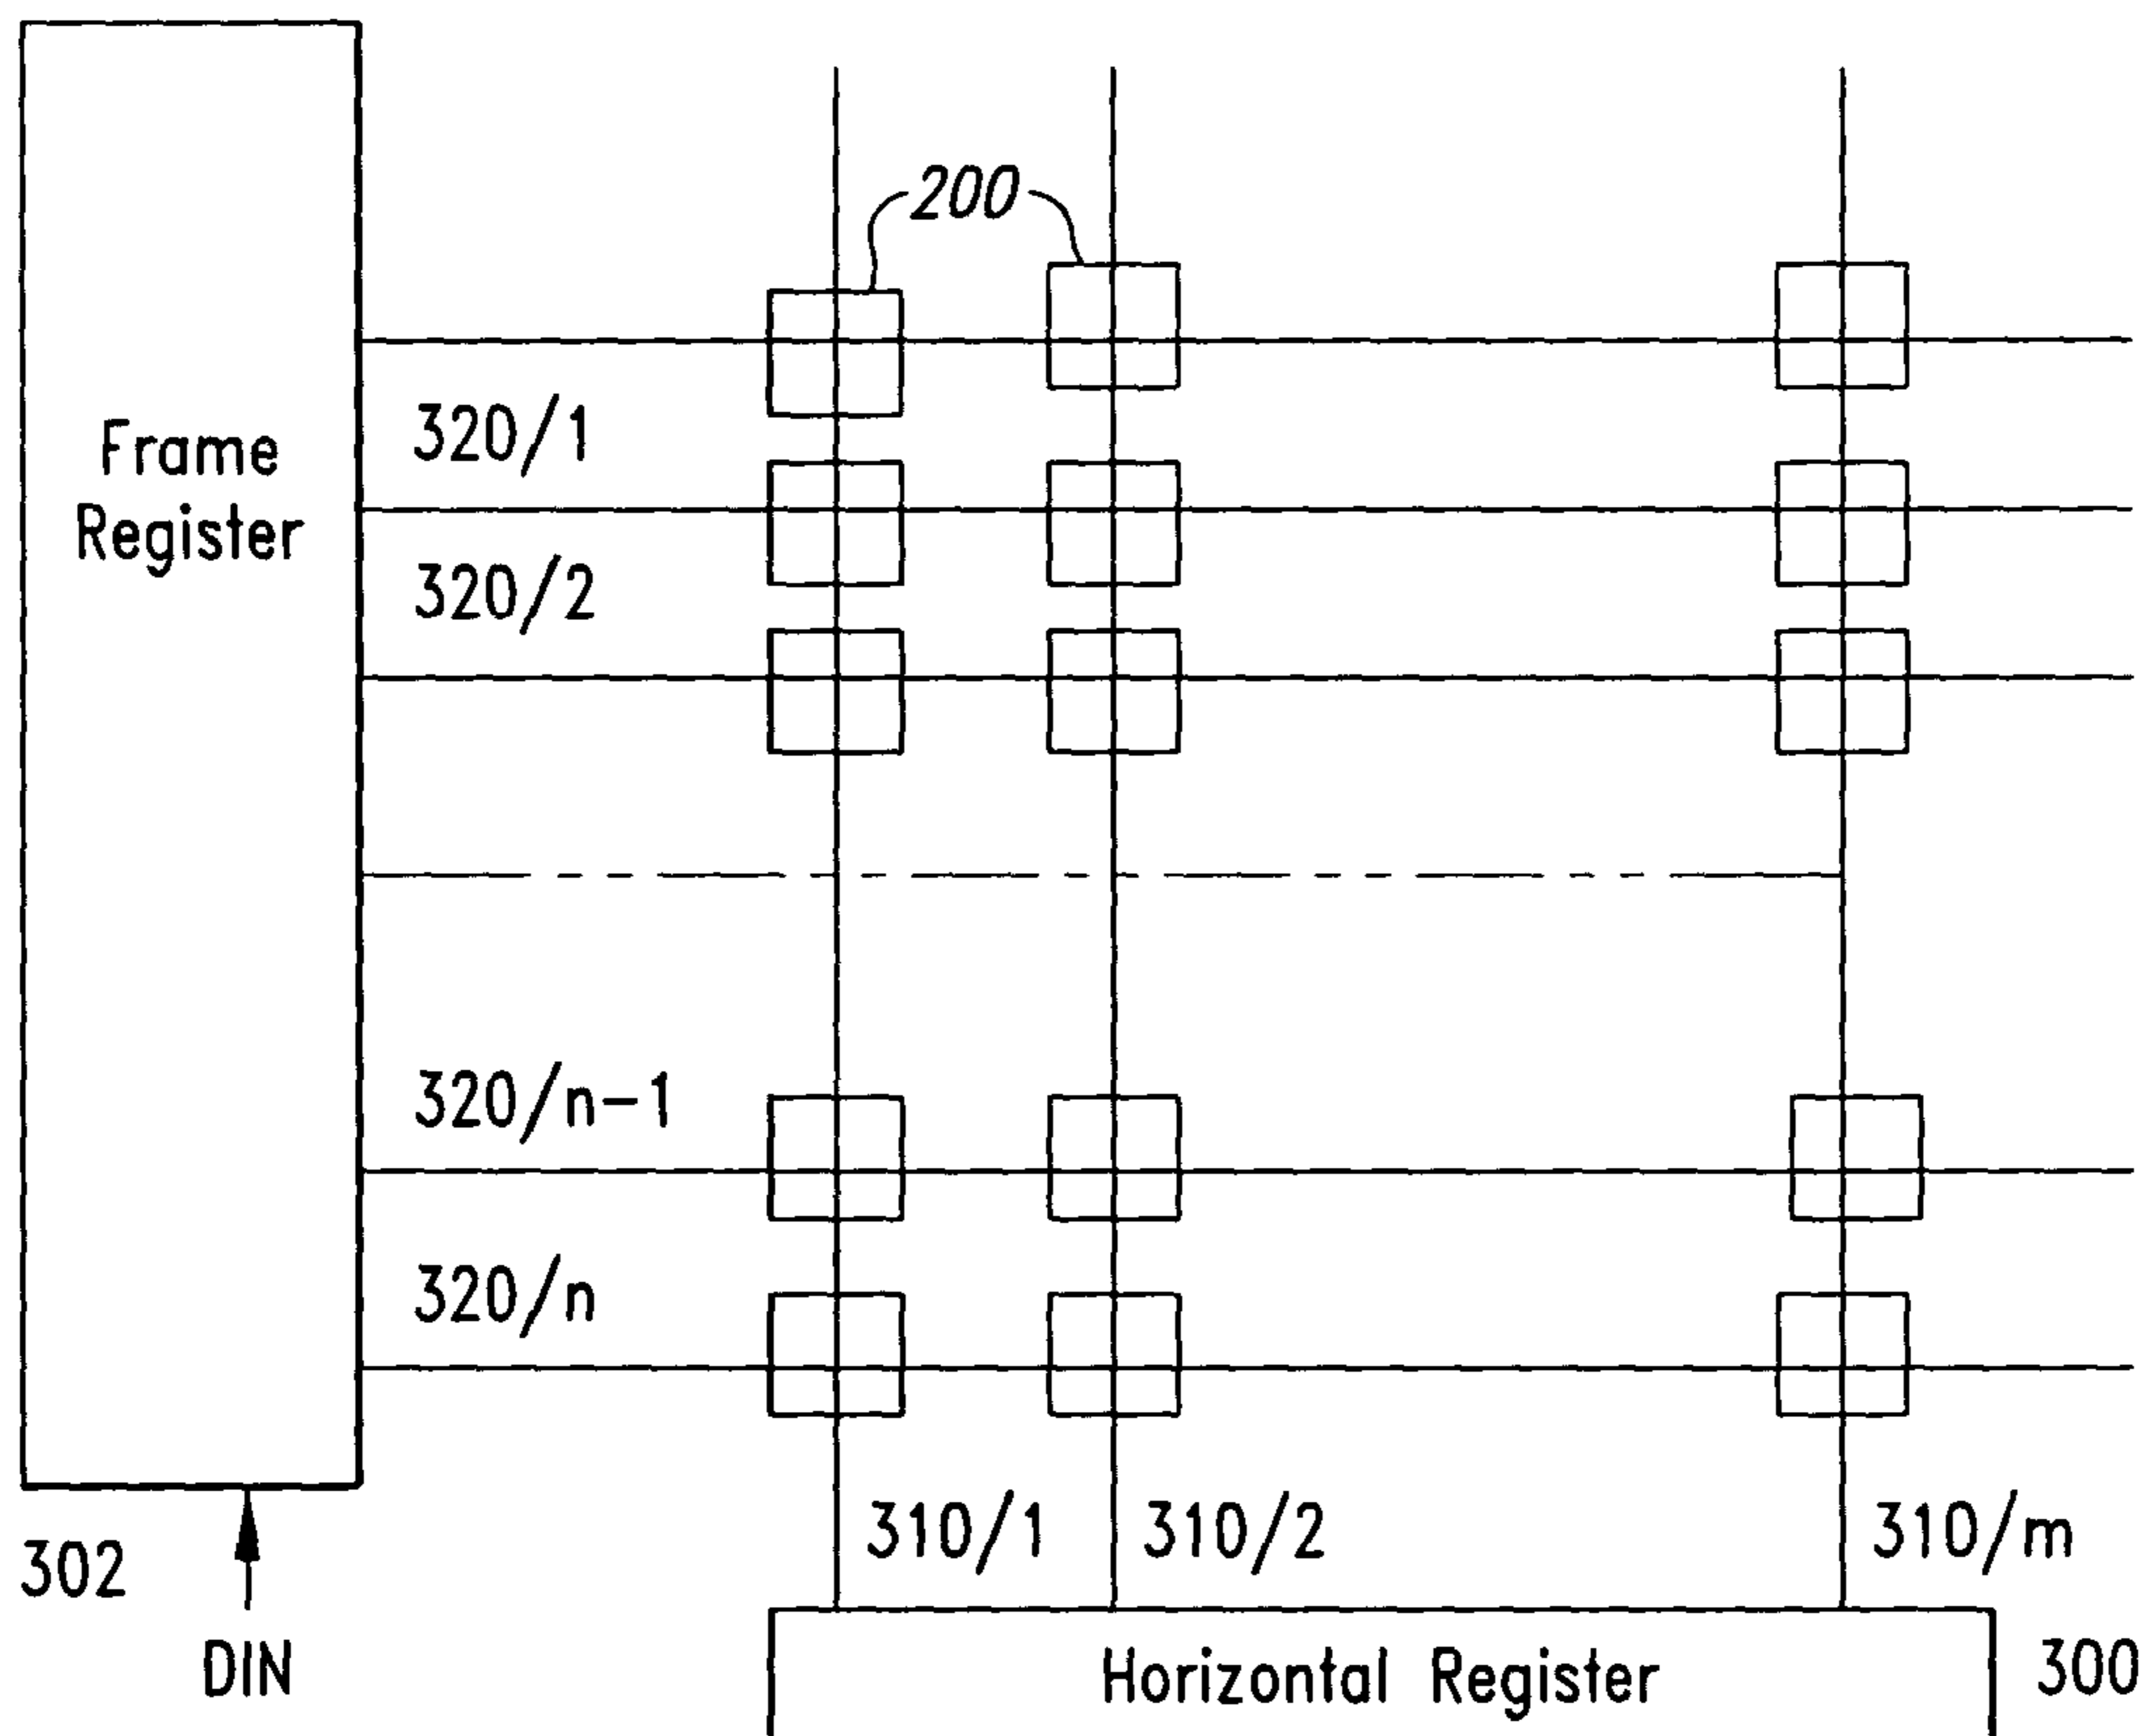 200
320/1
Frame
Register
320/2
320/n-1
320/n
310/1
310/2
310/m
302
DIN
Horizontal Register
300